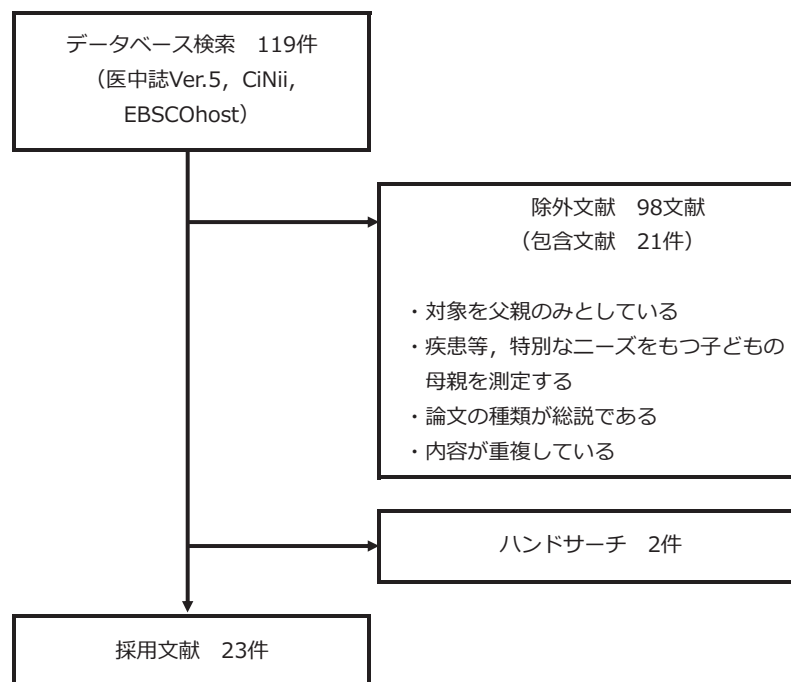 データベース検索　119件
（医中誌Ver.5，CiNii，
EBSCOhost）
除外文献　98文献
（包含文献　21件）
・対象を父親のみとしている
・疾患等，特別なニーズをもつ子どもの
母親を測定する
・論文の種類が総説である
・内容が重複している
ハンドサーチ　2件
採用文献　23件